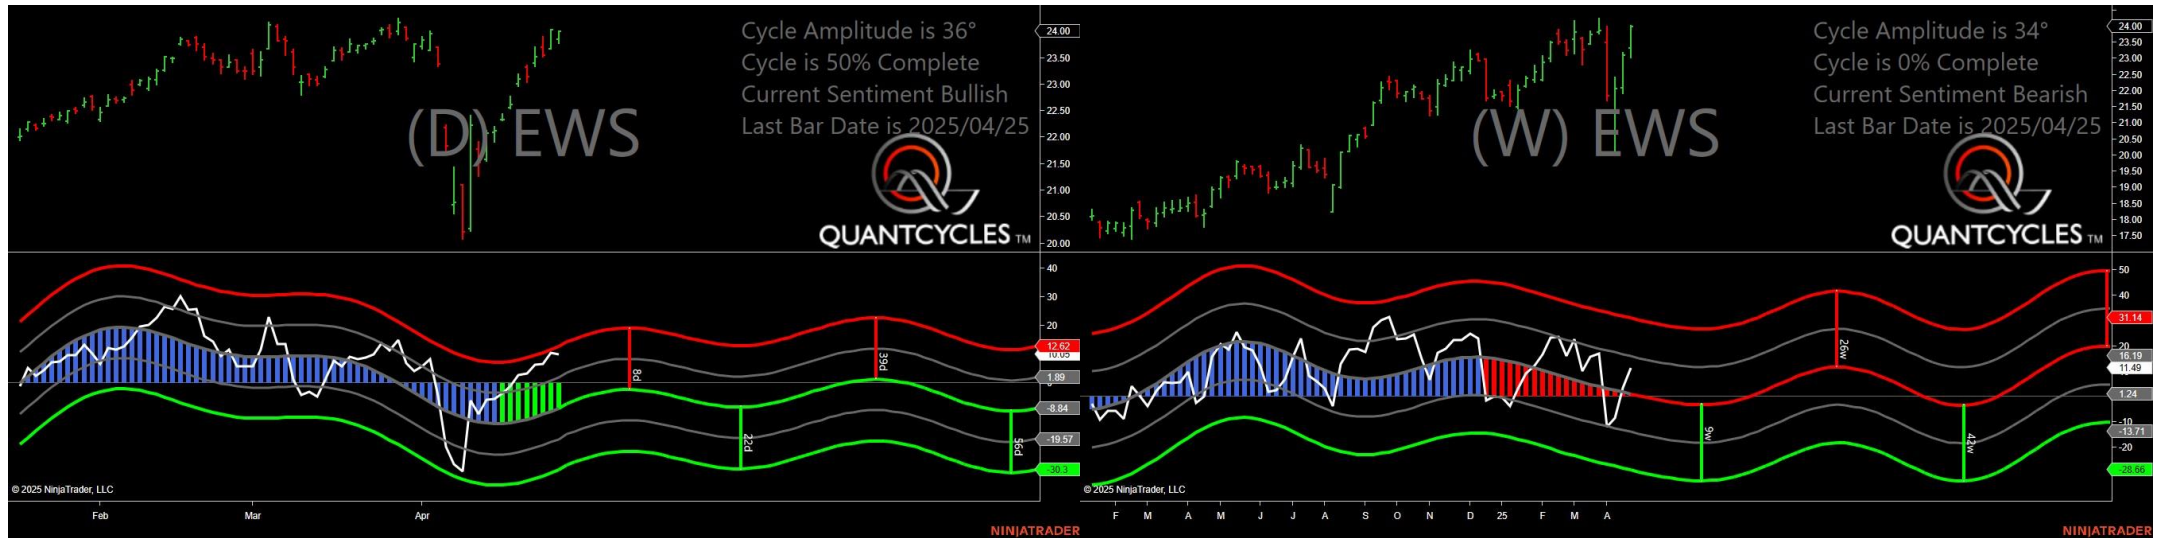 Cycle Amplitude is 36°
Cycle is 50% Complete
Current Sentiment Bullish
Last Bar Date is 2025/04/25
(D) EWS
QUANTCYCLES TM
24.00
23.50
23.00
22.50
22.00
21.50
21.00
20.50
20.00
40
30
20
12.62
10.05
1.89
-8.84
-19.57
-30.3
8d
22d
39d
56d
© 2025 NinjaTrader, LLC
Feb Mar Apr
NINJATRADER
Cycle Amplitude is 34°
Cycle is 0% Complete
Current Sentiment Bearish
Last Bar Date is 2025/04/25
(W) EWS
QUANTCYCLES TM
24.00
23.50
23.00
22.50
22.00
21.50
21.00
20.50
20.00
19.50
19.00
18.50
18.00
17.50
50
40
31.14
20
16.19
11.49
1.24
-10
-13.71
-20
-28.66
9w
26w
42w
© 2025 NinjaTrader, LLC
F M A M J J A S O N D 25 F M A
NINJATRADER